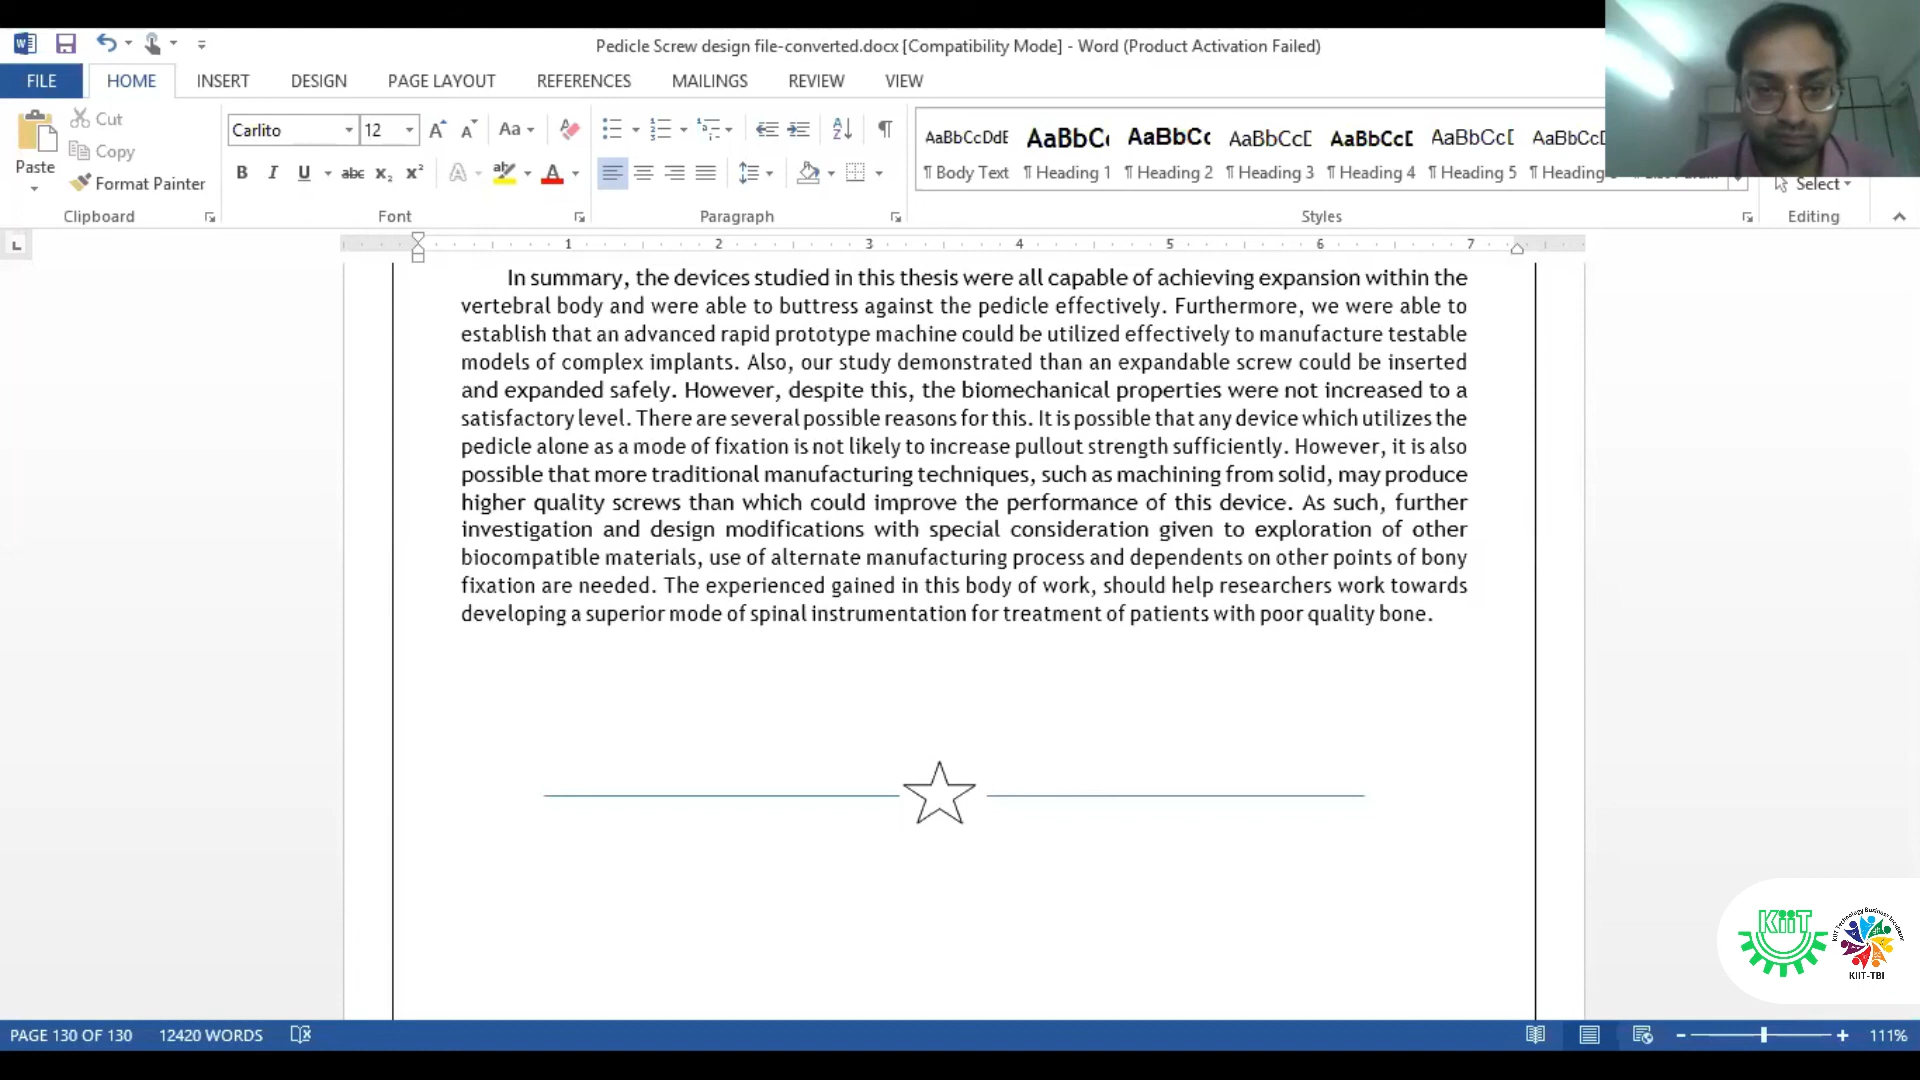 Pedicle Screw design file-converted.docx [Compatibility Mode] - Word (Product Activation Failed)
FILE HOME INSERT DESIGN PAGE LAYOUT REFERENCES MAILINGS REVIEW VIEW
Paste
Cut
Copy
Format Painter
Clipboard
Carlito 12
Font
Paragraph
AaBbCcDdE AaBbC AaBbCc AaBbCcD AaBbCcD AaBbCcD AaBbCcD
¶ Body Text ¶ Heading 1 ¶ Heading 2 ¶ Heading 3 ¶ Heading 4 ¶ Heading 5 ¶ Heading
Styles
Select
Editing
1 2 3 4 5 6 7
In summary, the devices studied in this thesis were all capable of achieving expansion within the
vertebral body and were able to buttress against the pedicle effectively. Furthermore, we were able to
establish that an advanced rapid prototype machine could be utilized effectively to manufacture testable
models of complex implants. Also, our study demonstrated than an expandable screw could be inserted
and expanded safely. However, despite this, the biomechanical properties were not increased to a
satisfactory level. There are several possible reasons for this. It is possible that any device which utilizes the
pedicle alone as a mode of fixation is not likely to increase pullout strength sufficiently. However, it is also
possible that more traditional manufacturing techniques, such as machining from solid, may produce
higher quality screws than which could improve the performance of this device. As such, further
investigation and design modifications with special consideration given to exploration of other
biocompatible materials, use of alternate manufacturing process and dependents on other points of bony
fixation are needed. The experienced gained in this body of work, should help researchers work towards
developing a superior mode of spinal instrumentation for treatment of patients with poor quality bone.
KiiT
KIIT Technology Business Incubator
KIIT-TBI
PAGE 130 OF 130 12420 WORDS 111%